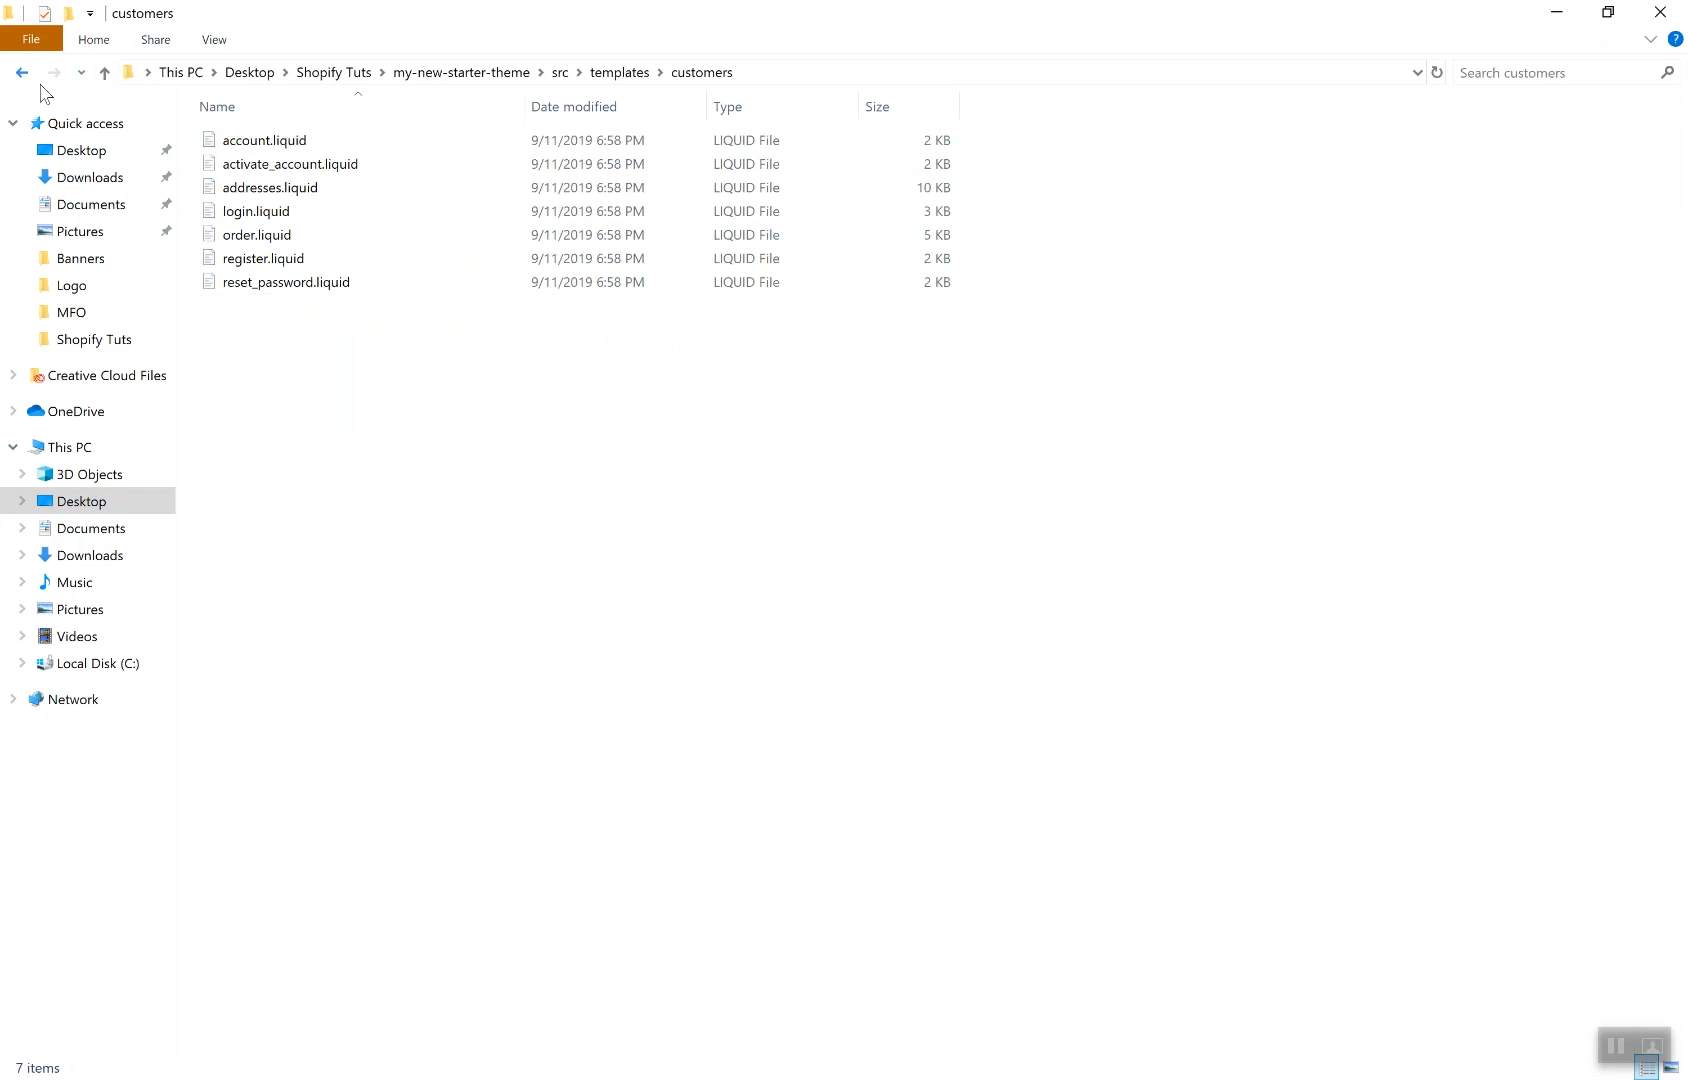 customers
File Home Share View
This PC Desktop Shopify Tuts my-new-starter-theme src templates customers Search customers
Name Date modified Type Size
Quick access
Desktop
Downloads
Documents
Pictures
Banners
Logo
MFO
Shopify Tuts
Creative Cloud Files
OneDrive
This PC
3D Objects
Desktop
Documents
Downloads
Music
Pictures
Videos
Local Disk (C:)
Network
account.liquid 9/11/2019 6:58 PM LIQUID File 2 KB
activate_account.liquid 9/11/2019 6:58 PM LIQUID File 2 KB
addresses.liquid 9/11/2019 6:58 PM LIQUID File 10 KB
login.liquid 9/11/2019 6:58 PM LIQUID File 3 KB
order.liquid 9/11/2019 6:58 PM LIQUID File 5 KB
register.liquid 9/11/2019 6:58 PM LIQUID File 2 KB
reset_password.liquid 9/11/2019 6:58 PM LIQUID File 2 KB
7 items